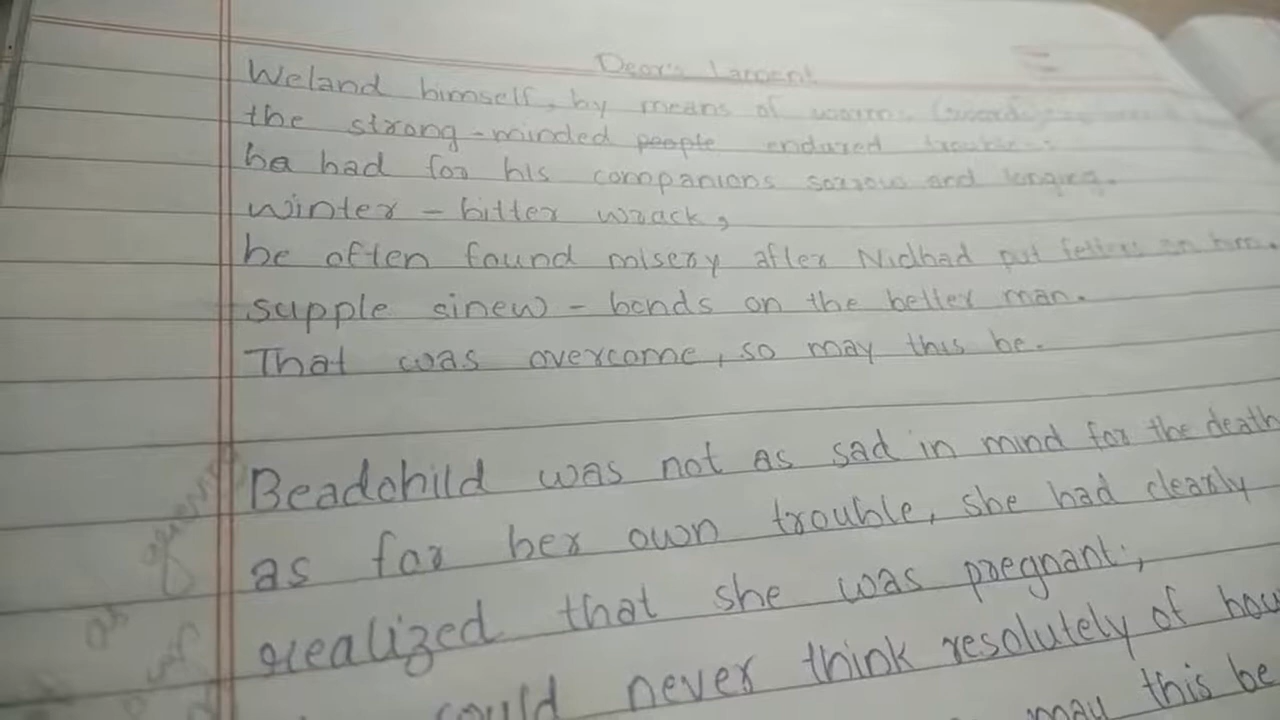 Deor's Lament
Weland himself, by means of worm
the strong-minded people endured trouble
he had for his companions sorrow and longing.
winter - bitter wrack,
he often found misery after Nidhad put fetters on him.
supple sinew - bonds on the better man.
That was overcome, so may this be.
Beadohild was not as sad in mind for the death
as for her own trouble, she had clearly
realized that she was pregnant;
could never think resolutely of how
may this be